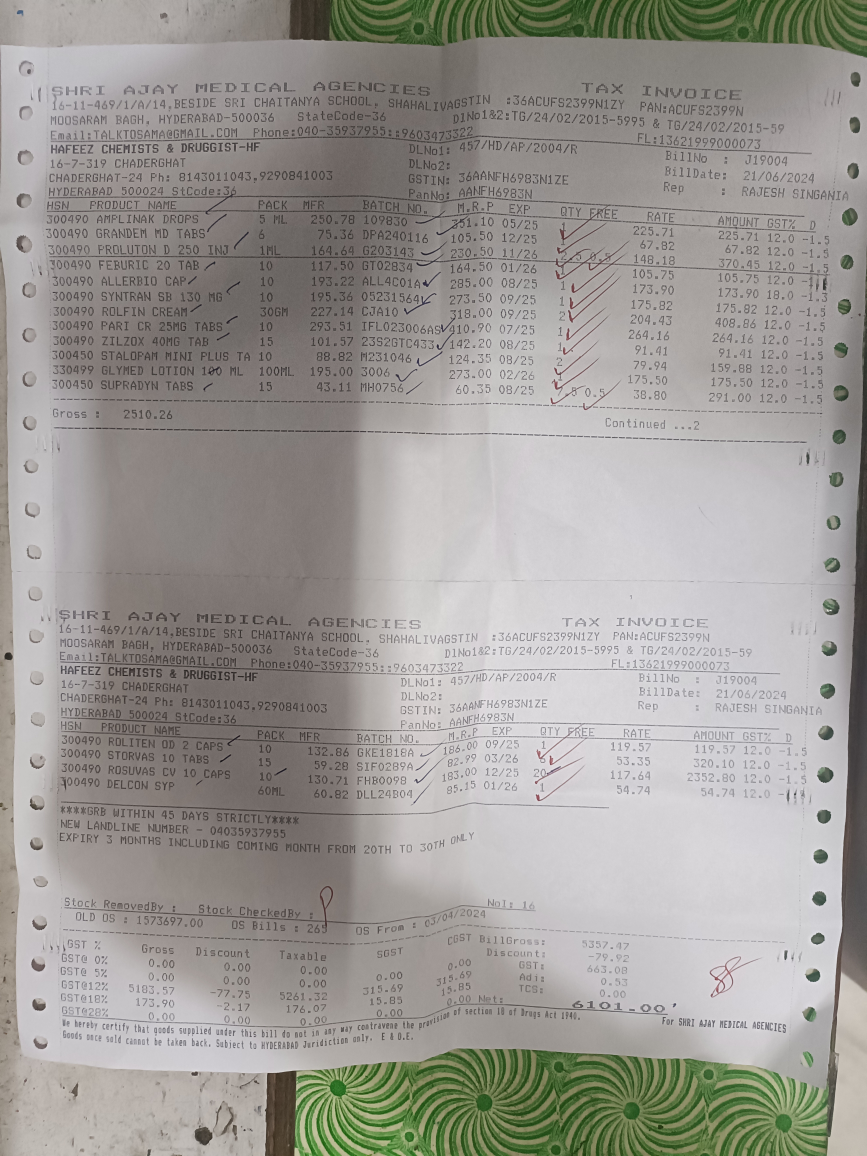 SHRI AJAY MEDICAL AGENCIES TAX INVOICE
16-11-469/1/A/14,BESIDE SRI CHAITANYA SCHOOL, SHAHALIVAGSTIN :36ACUFS2399N1ZY PAN:ACUFS2399N
MOOSARAM BAGH, HYDERABAD-500036 StateCode-36 DlNo1&2:TG/24/02/2015-5995 & TG/24/02/2015-59
Email:TALKTOSAMA@GMAIL.COM Phone:040-35937955::9603473322 FL:13621999000073
HAFEEZ CHEMISTS & DRUGGIST-HF DLNo1: 457/HD/AP/2004/R BillNo : J19004
16-7-319 CHADERGHAT DLNo2: BillDate: 21/06/2024
CHADERGHAT-24 Ph: 8143011043,9290841003 GSTIN: 36AANFH6983N1ZE Rep : RAJESH SINGANIA
HYDERABAD 500024 StCode:36 PanNo: AANFH6983N
HSN PRODUCT NAME PACK MFR BATCH NO. M.R.P EXP QTY FREE RATE AMOUNT GST% D
300490 AMPLINAK DROPS 5 ML 250.78 109830 351.10 05/25 1 225.71 225.71 12.0 -1.5
300490 GRANDEM MD TABS 6 75.36 DPA240116 105.50 12/25 1 67.82 67.82 12.0 -1.5
300490 PROLUTON D 250 INJ 1ML 164.64 G203143 230.50 11/26 2.5 0.5 148.18 370.45 12.0 -1.5
300490 FEBURIC 20 TAB 10 117.50 GT02834 164.50 01/26 1 105.75 105.75 12.0
300490 ALLERBIO CAP 10 193.22 ALL4C01A 285.00 08/25 1 173.90 173.90 18.0 -1.3
300490 SYNTRAN SB 130 MG 10 195.36 05231564 273.50 09/25 1 175.82 175.82 12.0 -1.5
300490 ROLFIN CREAM 30GM 227.14 CJA10 318.00 09/25 2 204.43 408.86 12.0 -1.5
300490 PARI CR 25MG TABS 10 293.51 IFL023006AS 410.90 07/25 1 264.16 264.16 12.0 -1.5
300490 ZILZOX 40MG TAB 15 101.57 23S2GTC433 142.20 08/25 1 91.41 91.41 12.0 -1.5
300450 STALOPAM MINI PLUS TA 10 88.82 M231046 124.35 08/25 2 79.94 159.88 12.0 -1.5
330499 GLYMED LOTION 100 ML 100ML 195.00 3006 273.00 02/26 1 175.50 175.50 12.0 -1.5
300450 SUPRADYN TABS 15 43.11 MH0756 60.35 08/25 7.5 0.5 38.80 291.00 12.0 -1.5
Gross : 2510.26
Continued ...2
SHRI AJAY MEDICAL AGENCIES TAX INVOICE
16-11-469/1/A/14,BESIDE SRI CHAITANYA SCHOOL, SHAHALIVAGSTIN :36ACUFS2399N1ZY PAN:ACUFS2399N
MOOSARAM BAGH, HYDERABAD-500036 StateCode-36 DlNo1&2:TG/24/02/2015-5995 & TG/24/02/2015-59
Email:TALKTOSAMA@GMAIL.COM Phone:040-35937955::9603473322 FL:13621999000073
HAFEEZ CHEMISTS & DRUGGIST-HF DLNo1: 457/HD/AP/2004/R BillNo : J19004
16-7-319 CHADERGHAT DLNo2: BillDate: 21/06/2024
CHADERGHAT-24 Ph: 8143011043,9290841003 GSTIN: 36AANFH6983N1ZE Rep : RAJESH SINGANIA
HYDERABAD 500024 StCode:36 PanNo: AANFH6983N
HSN PRODUCT NAME PACK MFR BATCH NO. M.R.P EXP QTY FREE RATE AMOUNT GST% D
300490 ROLITEN OD 2 CAPS 10 132.86 GKE1818A 186.00 09/25 1 119.57 119.57 12.0 -1.5
300490 STORVAS 10 TABS 15 59.28 SIF0289A 82.99 03/26 6 53.35 320.10 12.0 -1.5
300490 ROSUVAS CV 10 CAPS 10 130.71 FHB0098 183.00 12/25 20 117.64 2352.80 12.0 -1.5
300490 DELCON SYP 60ML 60.82 DLL24B04 85.15 01/26 1 54.74 54.74 12.0
****GRB WITHIN 45 DAYS STRICTLY****
NEW LANDLINE NUMBER - 04035937955
EXPIRY 3 MONTHS INCLUDING COMING MONTH FROM 20TH TO 30TH ONLY
Stock RemovedBy : Stock CheckedBy : NoI: 16
OLD OS : 1573697.00 OS Bills : 265 OS From : 03/04/2024
GST % Gross Discount Taxable SGST CGST BillGross: 5357.47
GST@ 0% 0.00 0.00 0.00 0.00 0.00 Discount: -79.92
GST@ 5% 0.00 0.00 0.00 0.00 GST: 663.08
GST@12% 5183.57 -77.75 5261.32 315.69 315.69 Adj: 0.53
GST@18% 173.90 -2.17 176.07 15.85 15.85 TCS: 0.00
GST@28% 0.00 0.00 0.00 0.00 0.00 Net: 6101.00
We hereby certify that goods supplied under this bill do not in any way contravene the provision of section 18 of Drugs Act 1940.
Goods once sold cannot be taken back. Subject to HYDERABAD Juridiction only. E & O.E. For SHRI AJAY MEDICAL AGENCIES